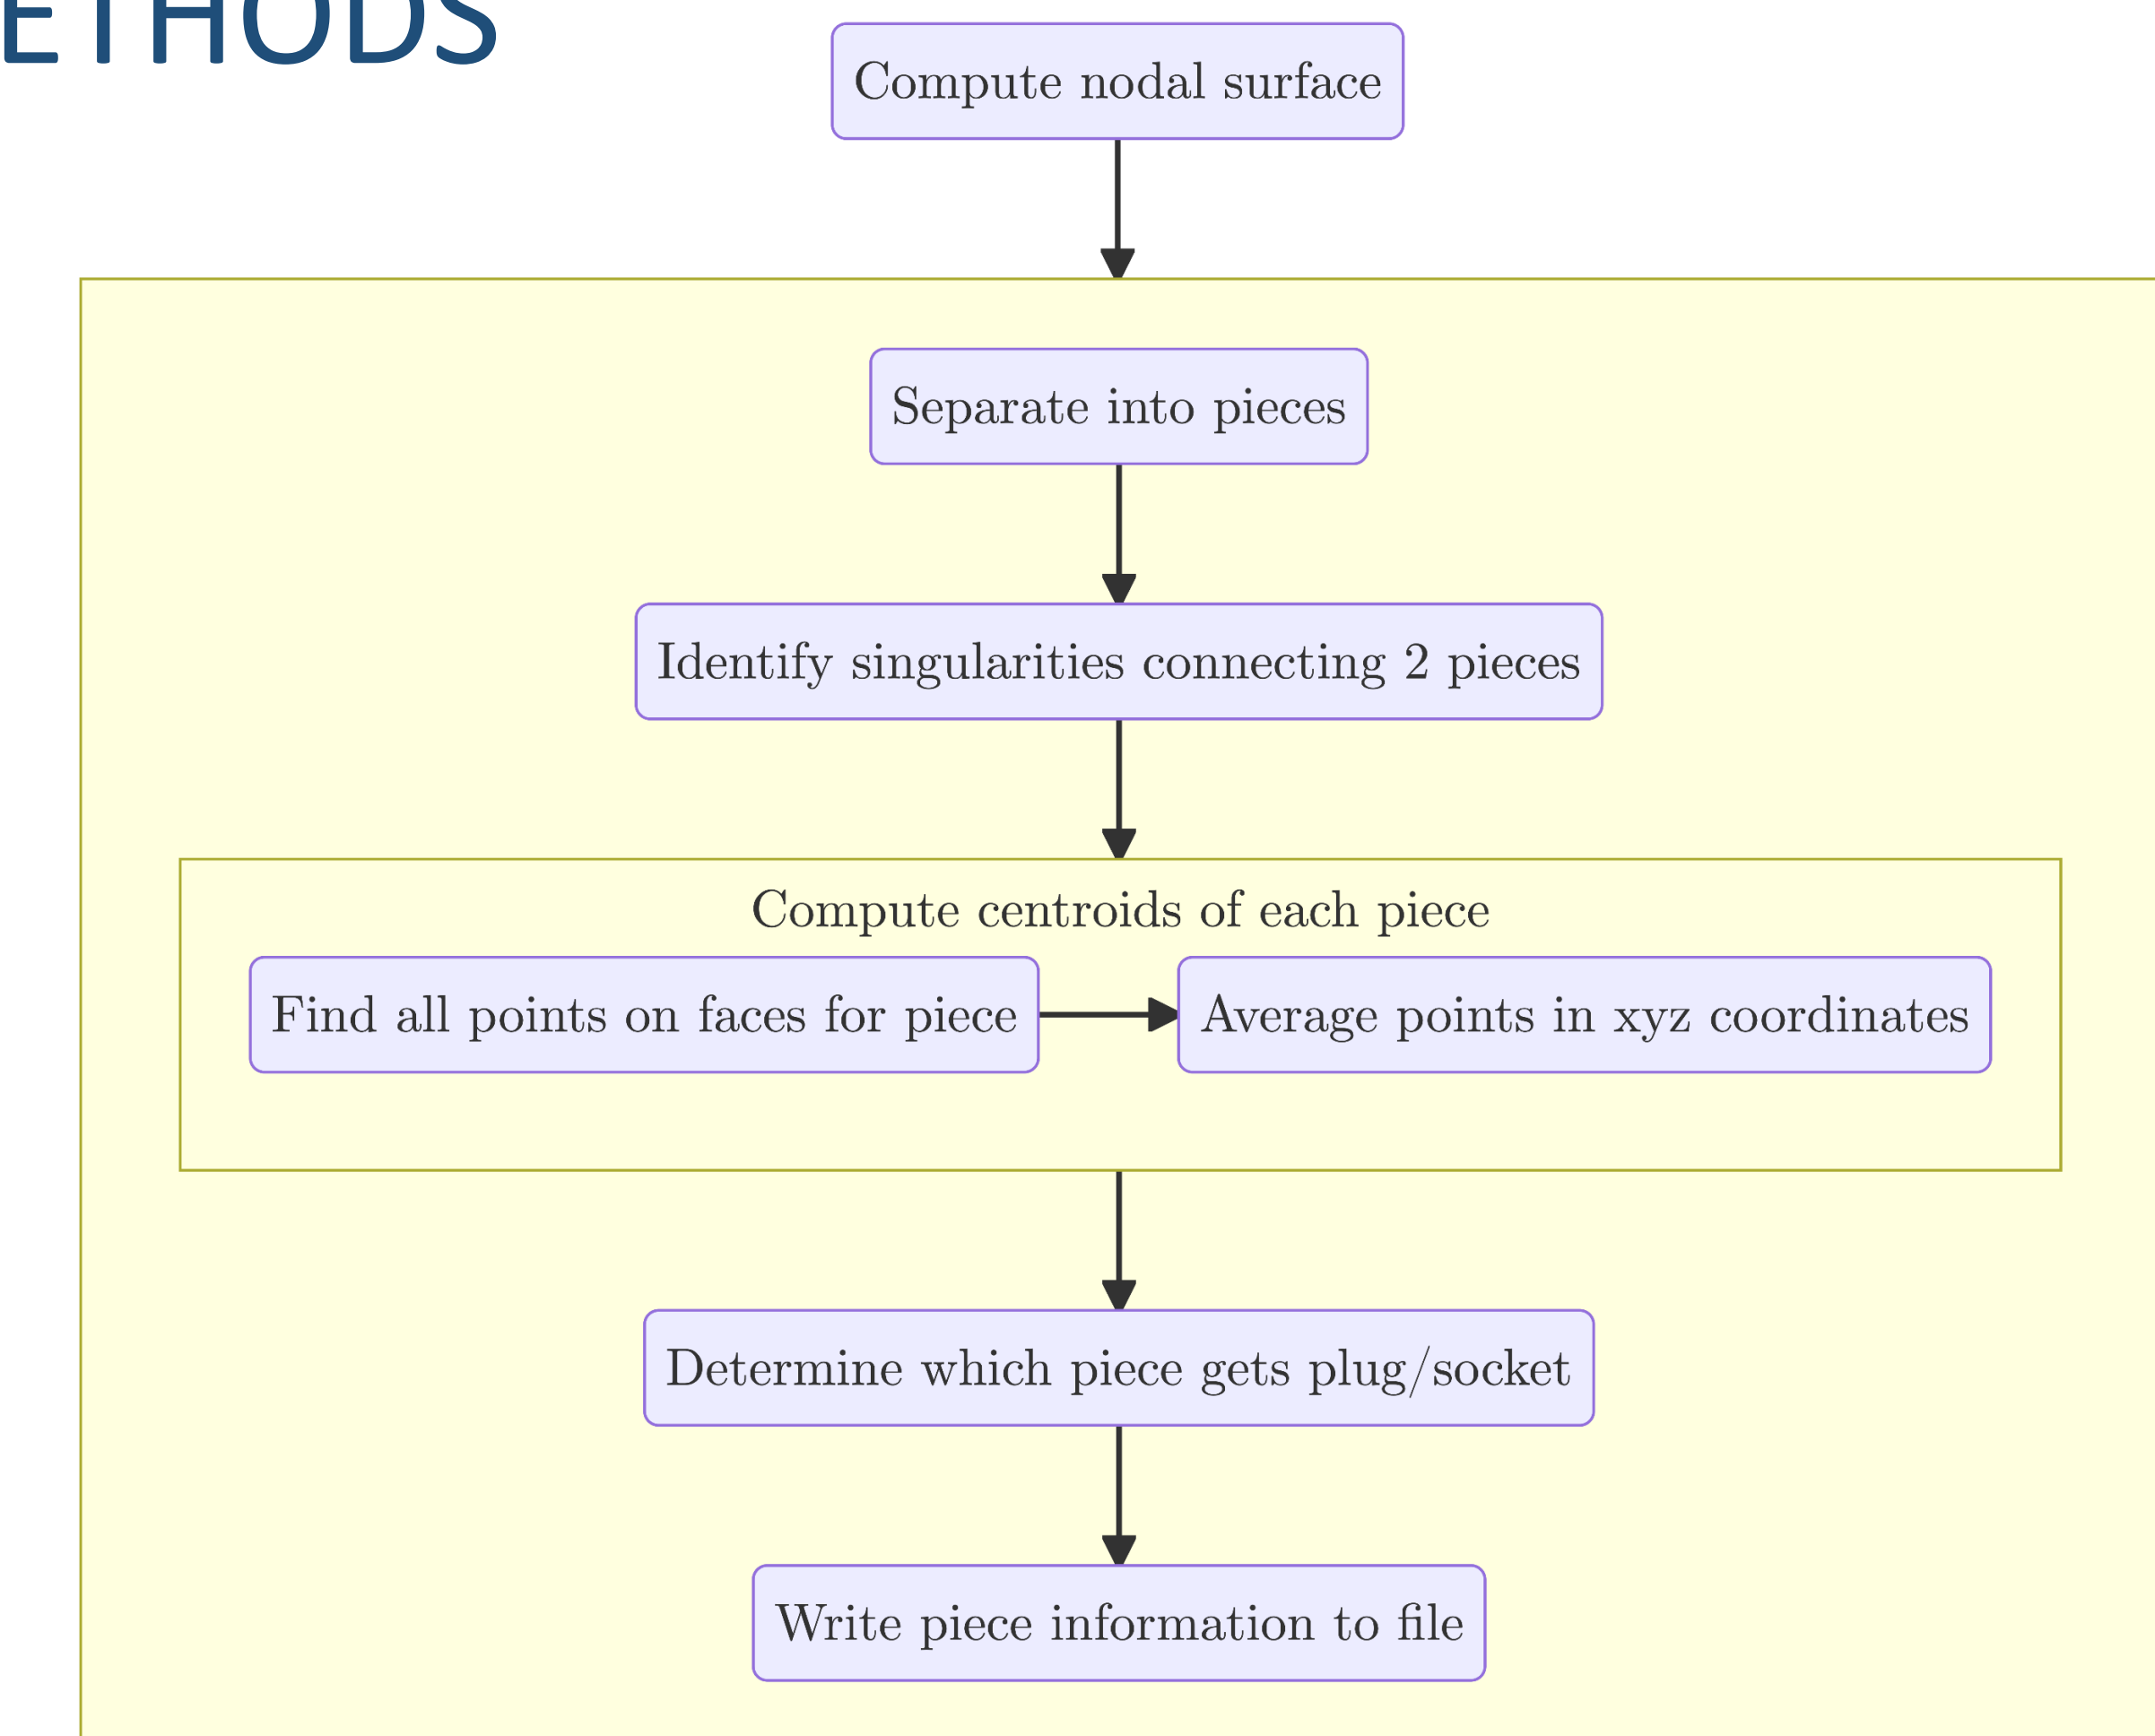 ETHODS
Compute nodal surface
Separate into pieces
Identify singularities connecting 2 pieces
Compute centroids of each piece
Find all points on faces for piece
Average points in xyz coordinates
Determine which piece gets plug/socket
Write piece information to file